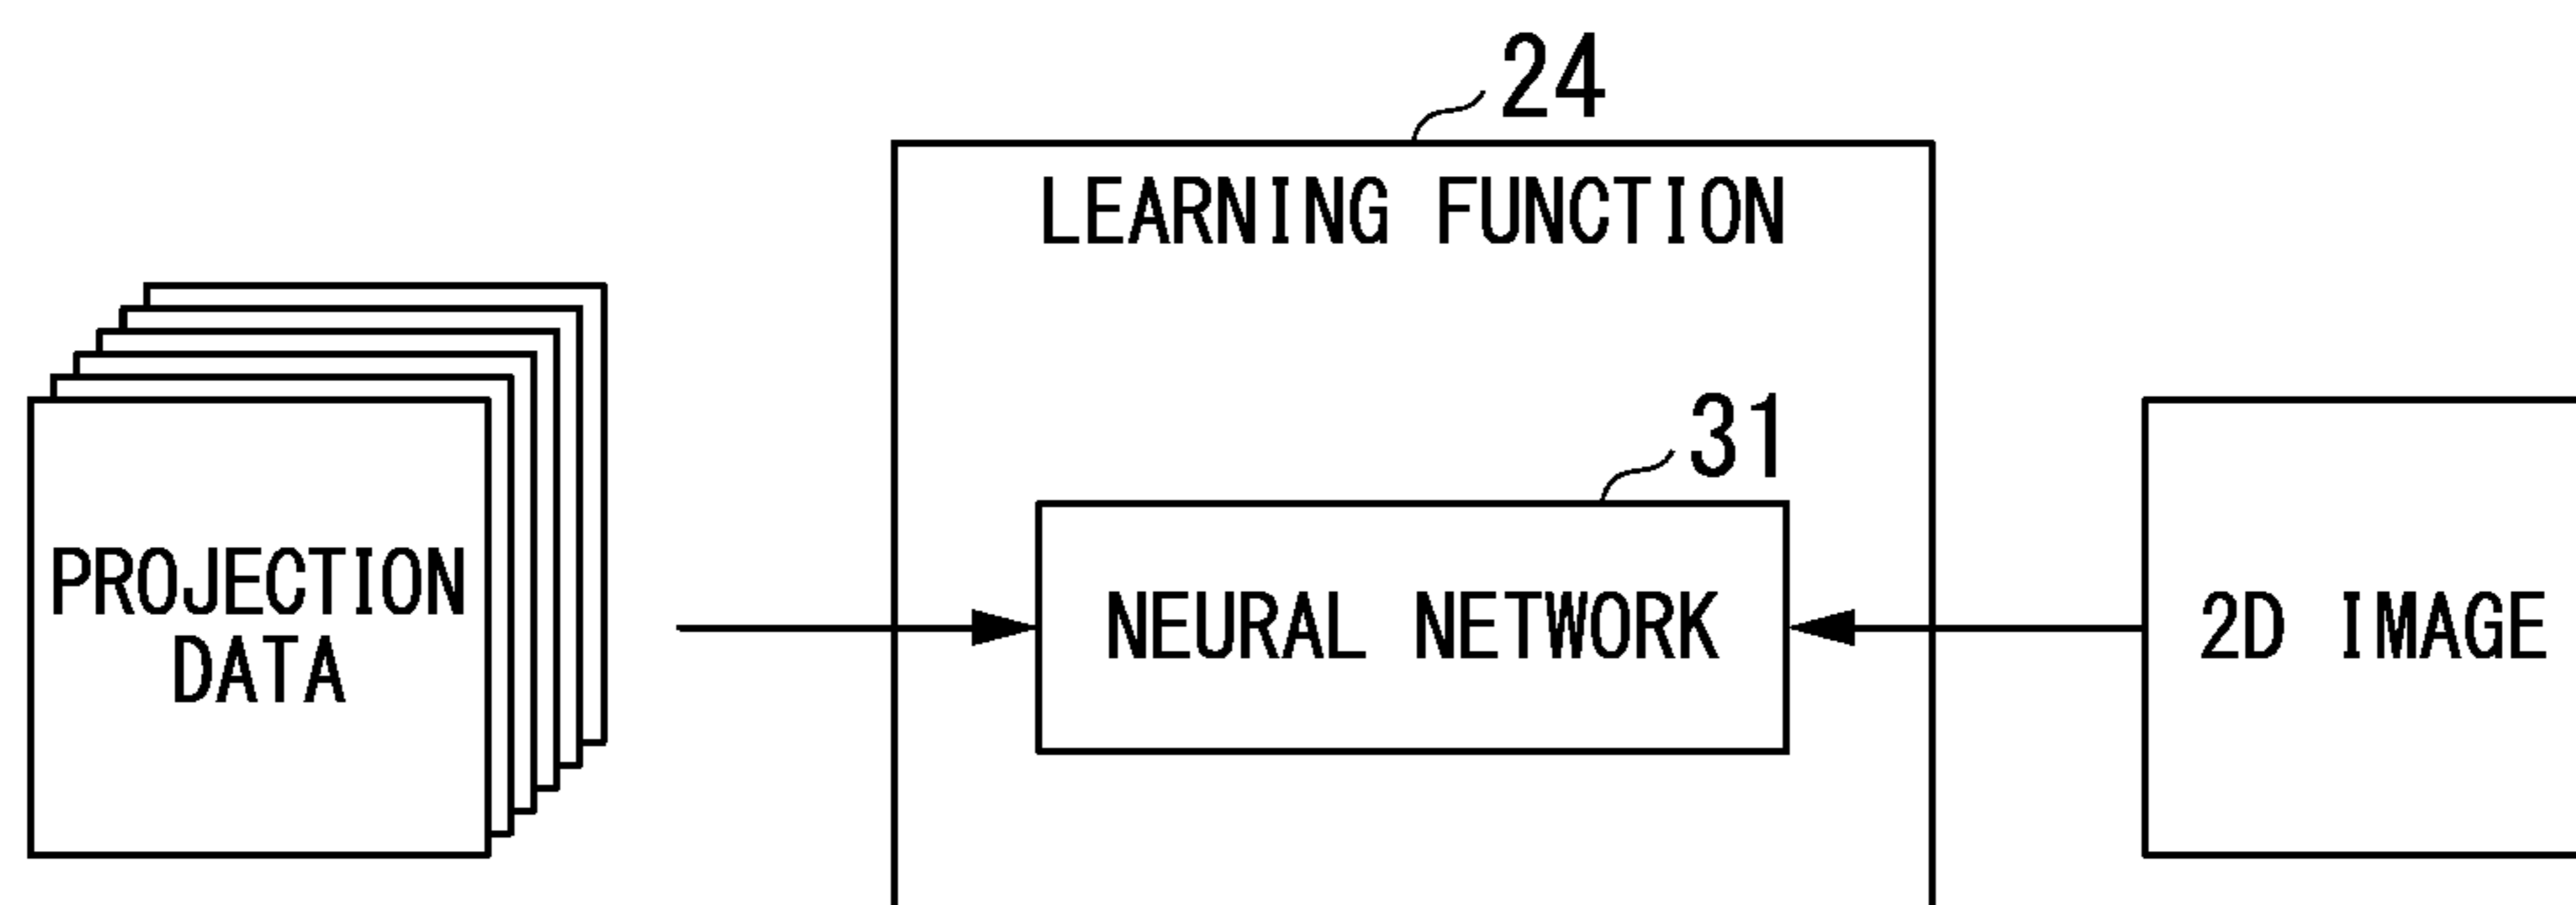 24
LEARNING FUNCTION
31
PROJECTION
DATA
NEURAL NETWORK
2D IMAGE